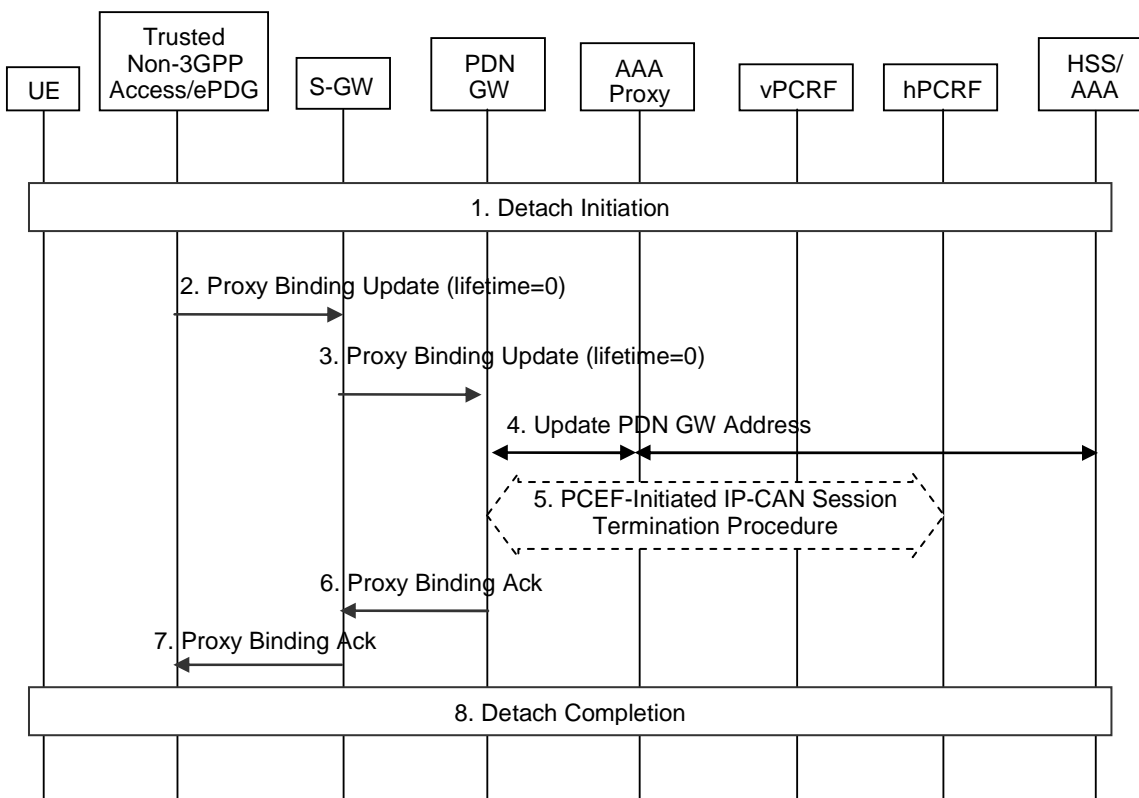 UE
Trusted
Non-3GPP
Access/ePDG
S-GW
PDN
GW
AAA
Proxy
vPCRF
hPCRF
HSS/
AAA
1. Detach Initiation
2. Proxy Binding Update (lifetime=0)
3. Proxy Binding Update (lifetime=0)
4. Update PDN GW Address
5. PCEF-Initiated IP-CAN Session
Termination Procedure
6. Proxy Binding Ack
7. Proxy Binding Ack
8. Detach Completion